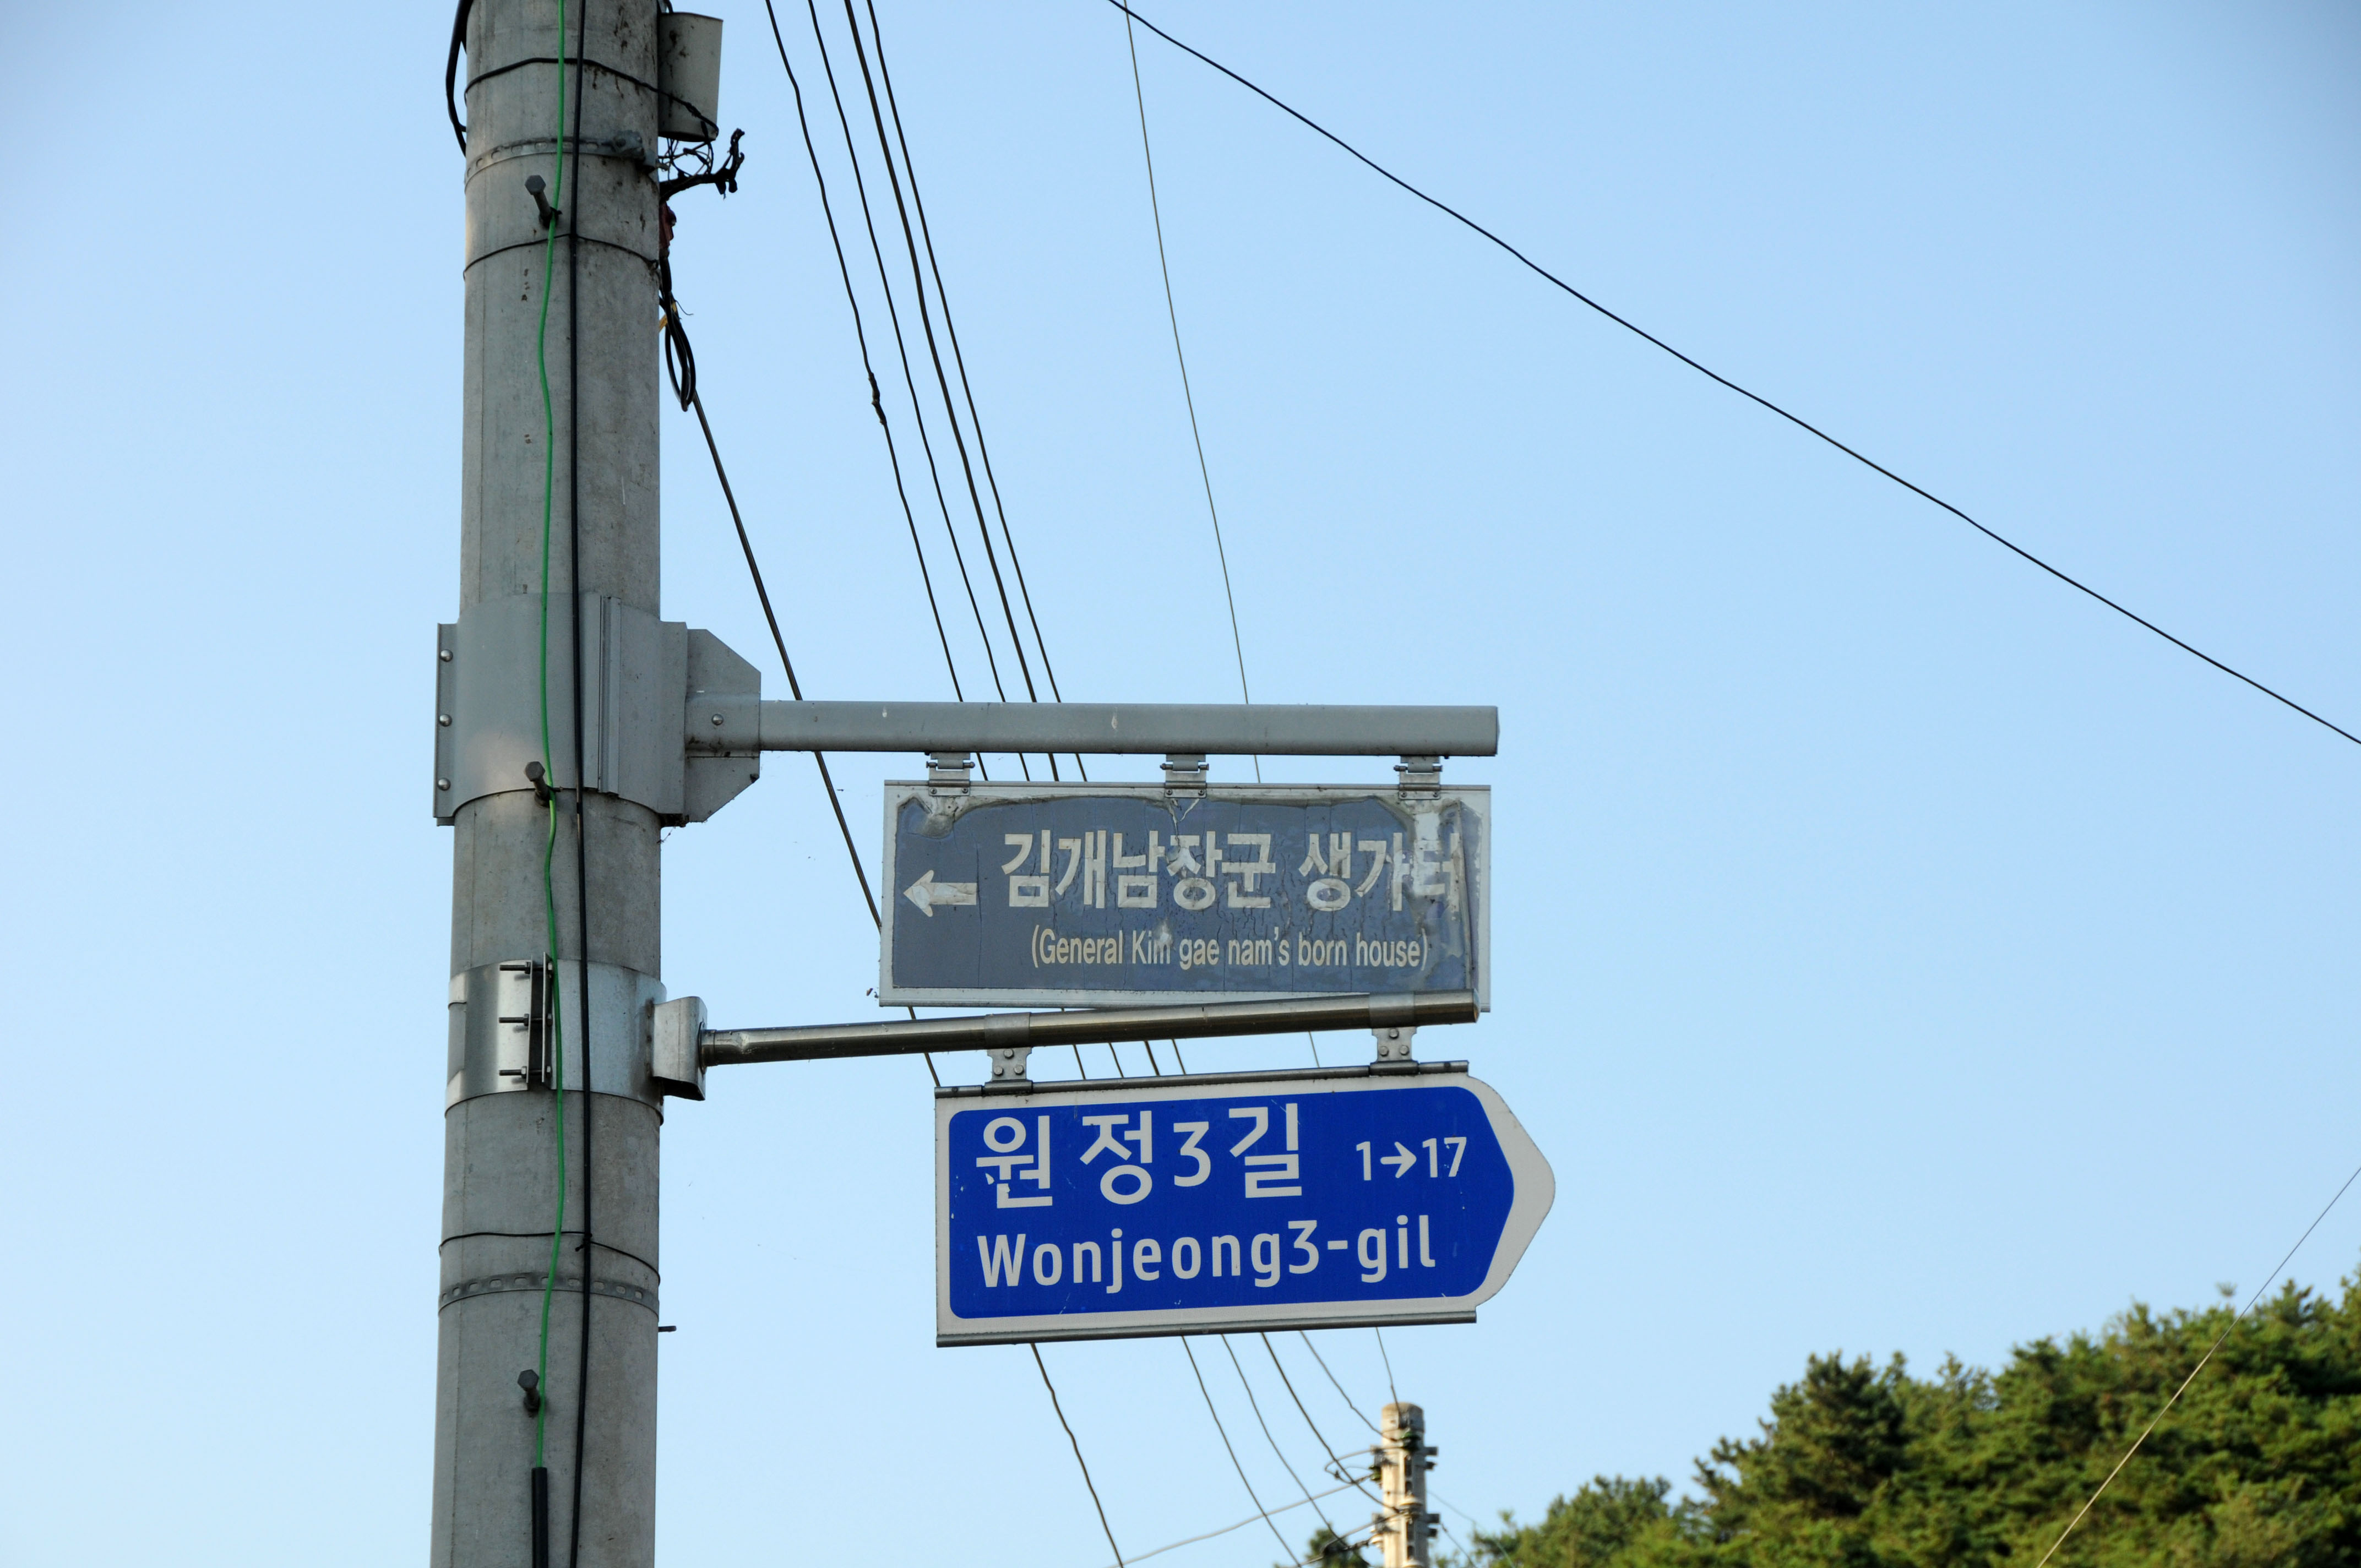 ← 김개남장군 생가터
(General Kim gae nam's born house)
원정3길 1→17
Wonjeong3-gil